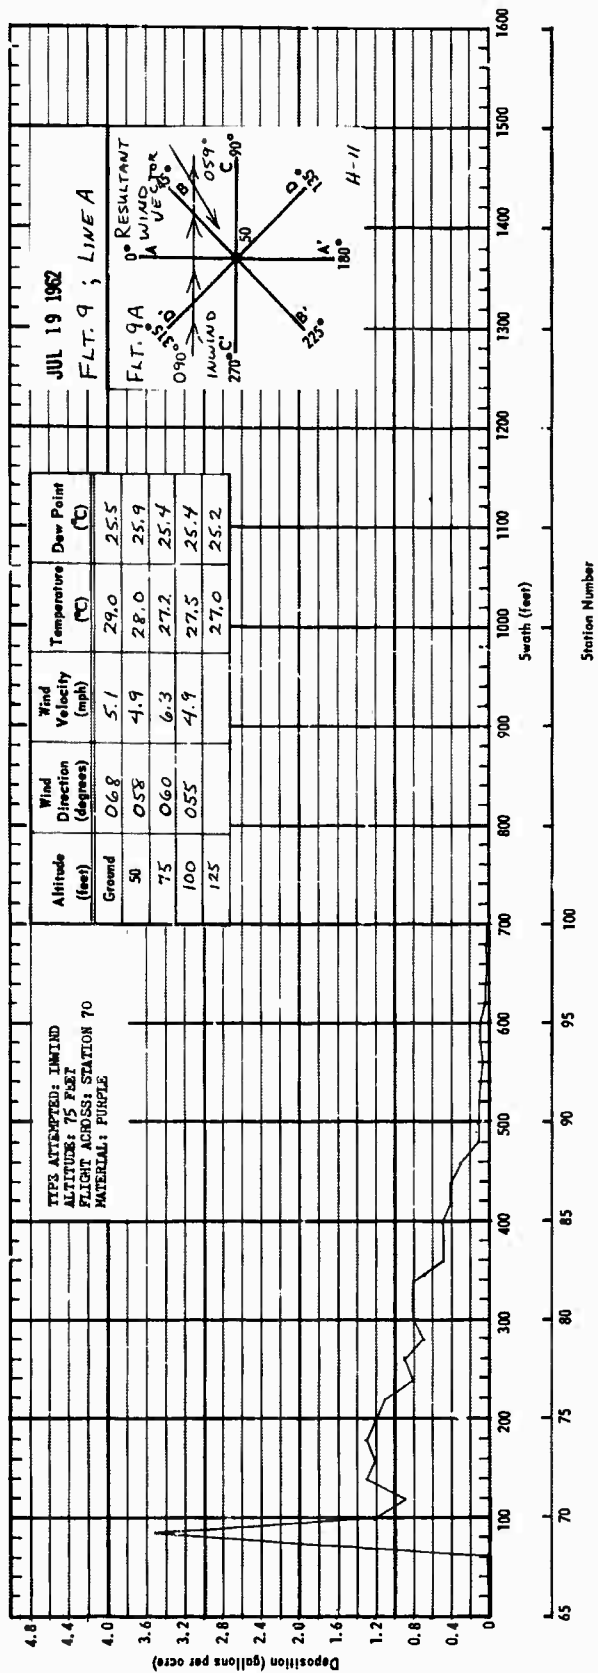 TYPE ATTEMPTED: INWIND
ALTITUDE: 75 FEET
FLIGHT ACROSS: STATION 70
MATERIAL: PURPLE
Altitude (feet) Wind Direction (degrees) Wind Velocity (mph) Temperature (°C) Dew Point (°C)
Ground 068 5.1 29.0 25.5
50 058 4.9 28.0 25.9
75 060 6.3 27.2 25.4
100 055 4.9 27.5 25.4
125 27.0 25.2
JUL 19 1962
FLT. 9 ; LINE A
FLT. 9A
0° RESULTANT
A WIND
VECTOR
315°
D'
45°
B
090°
059°
INWIND
270° C'
C 90°
50
B'
225°
A'
180°
D
135°
H-11
Deposition (gallons per acre)
4.8
4.4
4.0
3.6
3.2
2.8
2.4
2.0
1.6
1.2
0.8
0.4
0
100 200 300 400 500 600 700 800 900 1000 1100 1200 1300 1400 1500 1600
Swath (feet)
65 70 75 80 85 90 95 100
Station Number